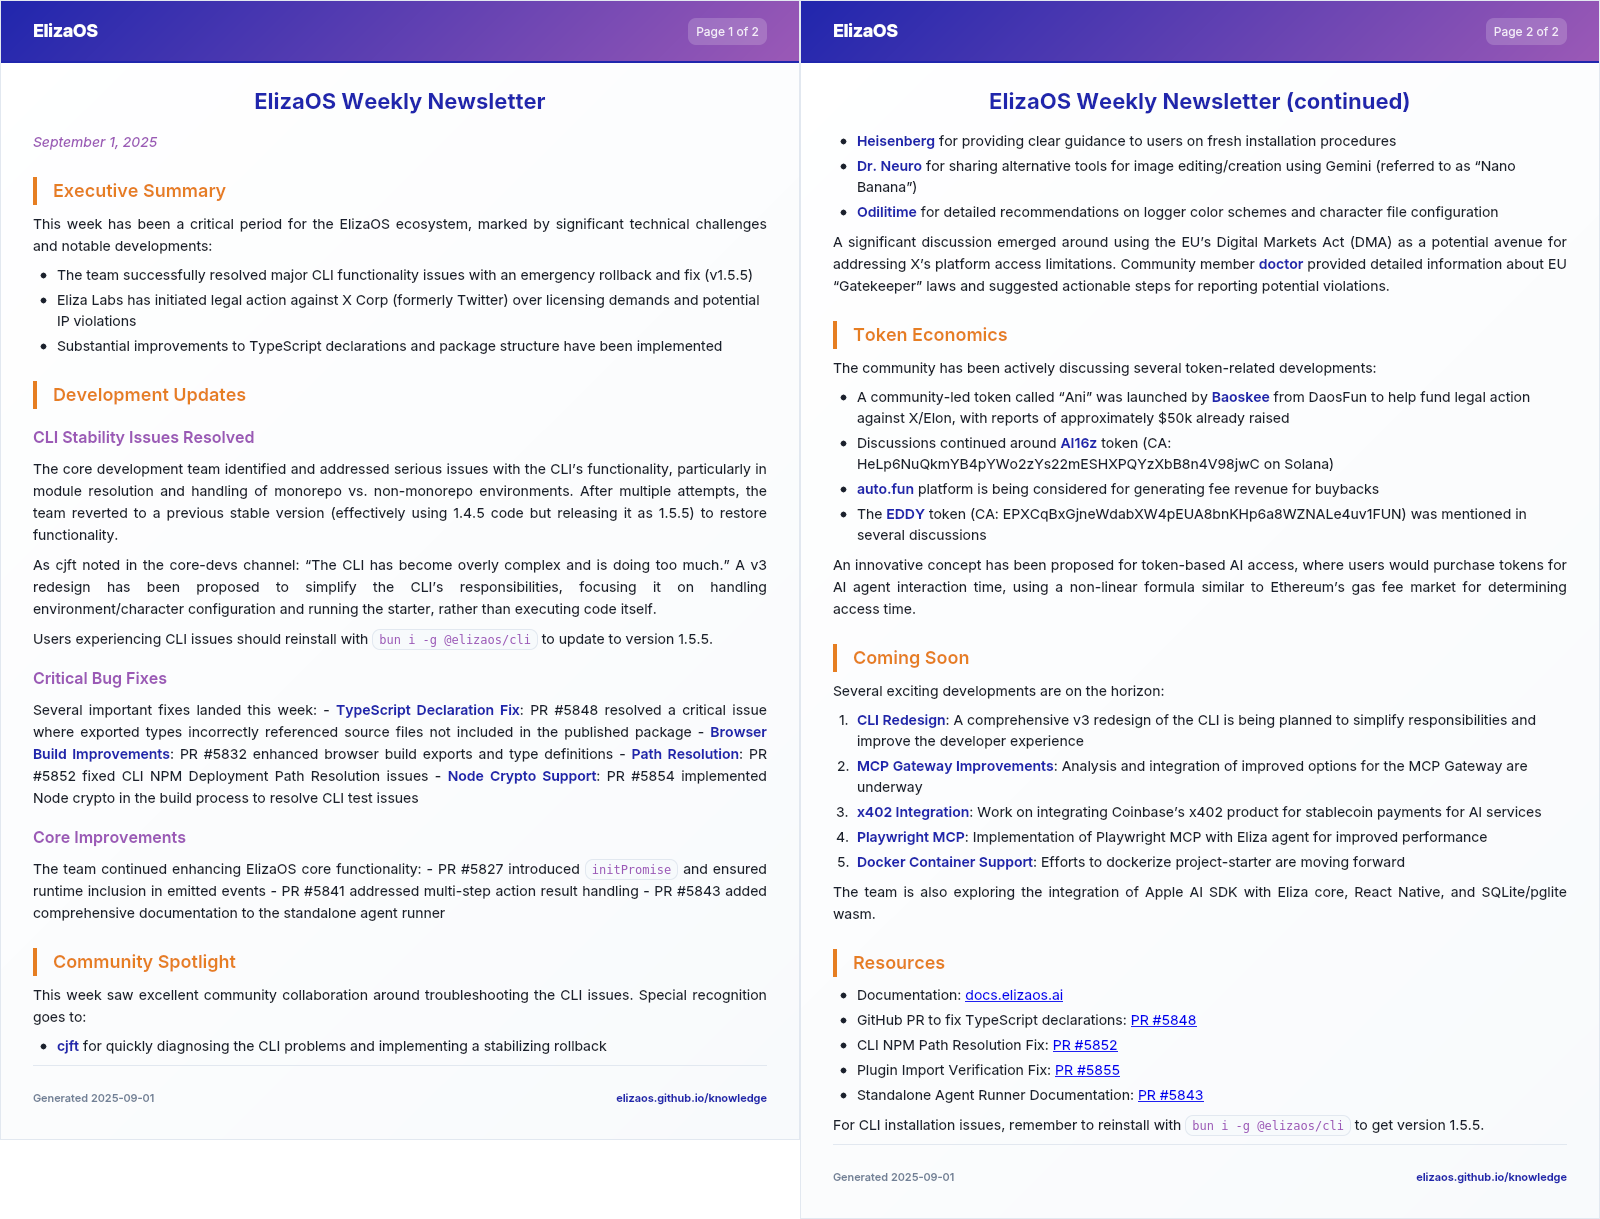 ElizaOS
Page 1 of 2
ElizaOS Weekly Newsletter
September 1, 2025
Executive Summary
This week has been a critical period for the ElizaOS ecosystem, marked by significant technical challenges
and notable developments:
• The team successfully resolved major CLI functionality issues with an emergency rollback and fix (v1.5.5)
• Eliza Labs has initiated legal action against X Corp (formerly Twitter) over licensing demands and potential
IP violations
• Substantial improvements to TypeScript declarations and package structure have been implemented
Development Updates
CLI Stability Issues Resolved
The core development team identified and addressed serious issues with the CLI’s functionality, particularly in
module resolution and handling of monorepo vs. non-monorepo environments. After multiple attempts, the
team reverted to a previous stable version (effectively using 1.4.5 code but releasing it as 1.5.5) to restore
functionality.
As cjft noted in the core-devs channel: “The CLI has become overly complex and is doing too much.” A v3
redesign has been proposed to simplify the CLI’s responsibilities, focusing it on handling
environment/character configuration and running the starter, rather than executing code itself.
Users experiencing CLI issues should reinstall with bun i -g @elizaos/cli to update to version 1.5.5.
Critical Bug Fixes
Several important fixes landed this week: - TypeScript Declaration Fix: PR #5848 resolved a critical issue
where exported types incorrectly referenced source files not included in the published package - Browser
Build Improvements: PR #5832 enhanced browser build exports and type definitions - Path Resolution: PR
#5852 fixed CLI NPM Deployment Path Resolution issues - Node Crypto Support: PR #5854 implemented
Node crypto in the build process to resolve CLI test issues
Core Improvements
The team continued enhancing ElizaOS core functionality: - PR #5827 introduced initPromise and ensured
runtime inclusion in emitted events - PR #5841 addressed multi-step action result handling - PR #5843 added
comprehensive documentation to the standalone agent runner
Community Spotlight
This week saw excellent community collaboration around troubleshooting the CLI issues. Special recognition
goes to:
• cjft for quickly diagnosing the CLI problems and implementing a stabilizing rollback
Generated 2025-09-01
elizaos.github.io/knowledge
ElizaOS
Page 2 of 2
ElizaOS Weekly Newsletter (continued)
• Heisenberg for providing clear guidance to users on fresh installation procedures
• Dr. Neuro for sharing alternative tools for image editing/creation using Gemini (referred to as “Nano
Banana”)
• Odilitime for detailed recommendations on logger color schemes and character file configuration
A significant discussion emerged around using the EU’s Digital Markets Act (DMA) as a potential avenue for
addressing X’s platform access limitations. Community member doctor provided detailed information about EU
“Gatekeeper” laws and suggested actionable steps for reporting potential violations.
Token Economics
The community has been actively discussing several token-related developments:
• A community-led token called “Ani” was launched by Baoskee from DaosFun to help fund legal action
against X/Elon, with reports of approximately $50k already raised
• Discussions continued around AI16z token (CA:
HeLp6NuQkmYB4pYWo2zYs22mESHXPQYzXbB8n4V98jwC on Solana)
• auto.fun platform is being considered for generating fee revenue for buybacks
• The EDDY token (CA: EPXCqBxGjneWdabXW4pEUA8bnKHp6a8WZNALe4uv1FUN) was mentioned in
several discussions
An innovative concept has been proposed for token-based AI access, where users would purchase tokens for
AI agent interaction time, using a non-linear formula similar to Ethereum’s gas fee market for determining
access time.
Coming Soon
Several exciting developments are on the horizon:
1. CLI Redesign: A comprehensive v3 redesign of the CLI is being planned to simplify responsibilities and
improve the developer experience
2. MCP Gateway Improvements: Analysis and integration of improved options for the MCP Gateway are
underway
3. x402 Integration: Work on integrating Coinbase’s x402 product for stablecoin payments for AI services
4. Playwright MCP: Implementation of Playwright MCP with Eliza agent for improved performance
5. Docker Container Support: Efforts to dockerize project-starter are moving forward
The team is also exploring the integration of Apple AI SDK with Eliza core, React Native, and SQLite/pglite
wasm.
Resources
• Documentation: docs.elizaos.ai
• GitHub PR to fix TypeScript declarations: PR #5848
• CLI NPM Path Resolution Fix: PR #5852
• Plugin Import Verification Fix: PR #5855
• Standalone Agent Runner Documentation: PR #5843
For CLI installation issues, remember to reinstall with bun i -g @elizaos/cli to get version 1.5.5.
Generated 2025-09-01
elizaos.github.io/knowledge